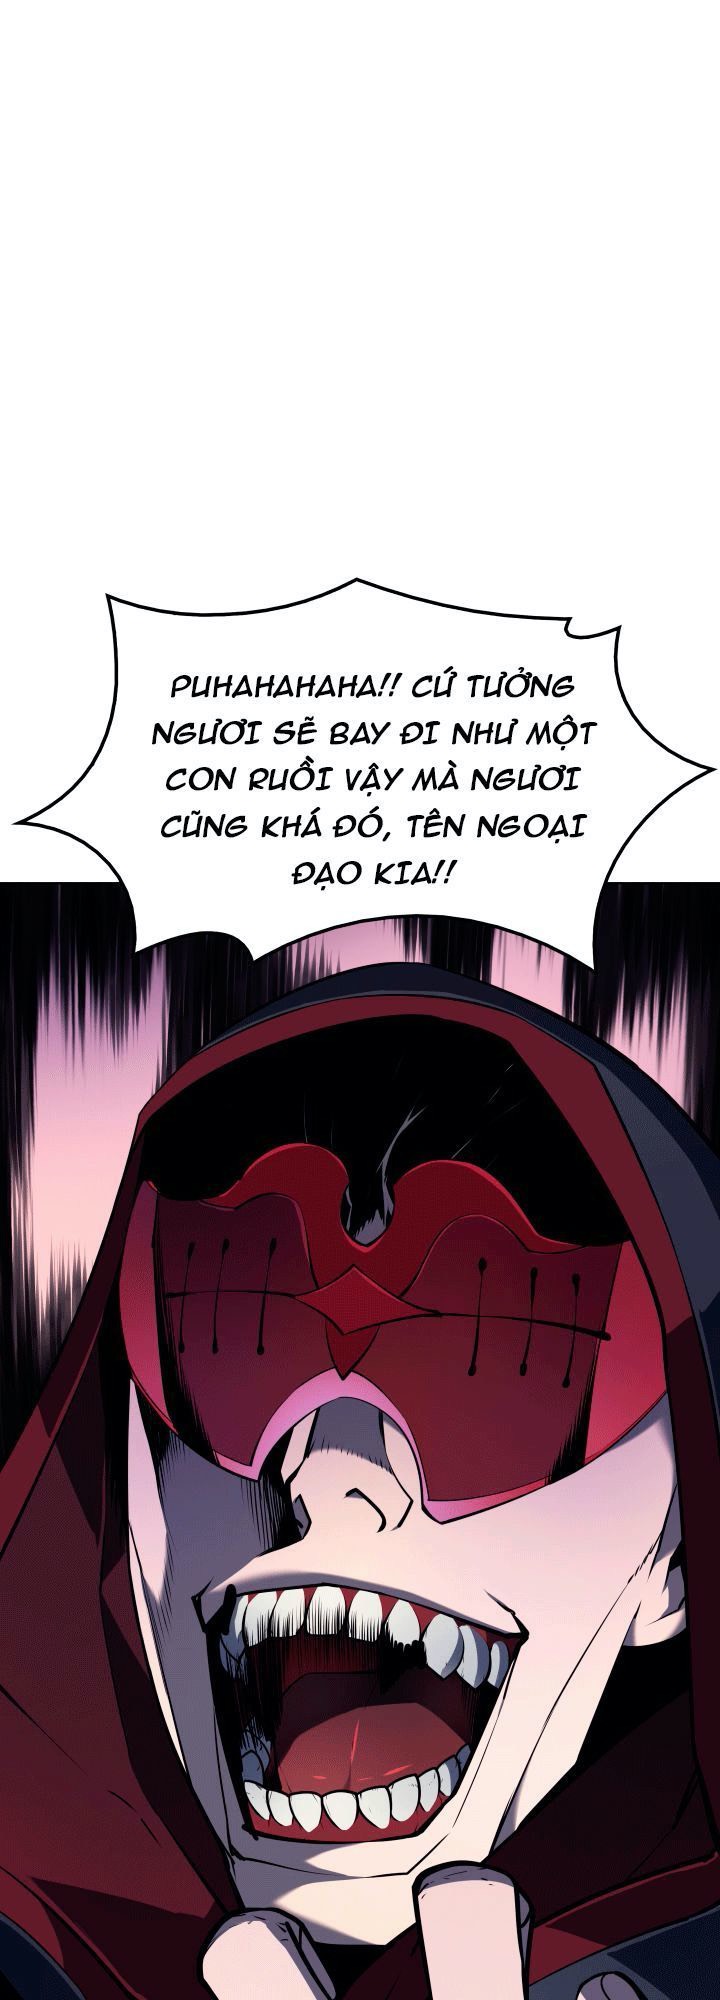 PUHAHAHAHA!! CỨ TƯỞNG
NGƯƠI SẼ BAY ĐI NHƯ MỘT
CON RUỒI VẬY MÀ NGƯƠI
CŨNG KHÁ ĐÓ, TÊN NGOẠI
ĐẠO KIA!!